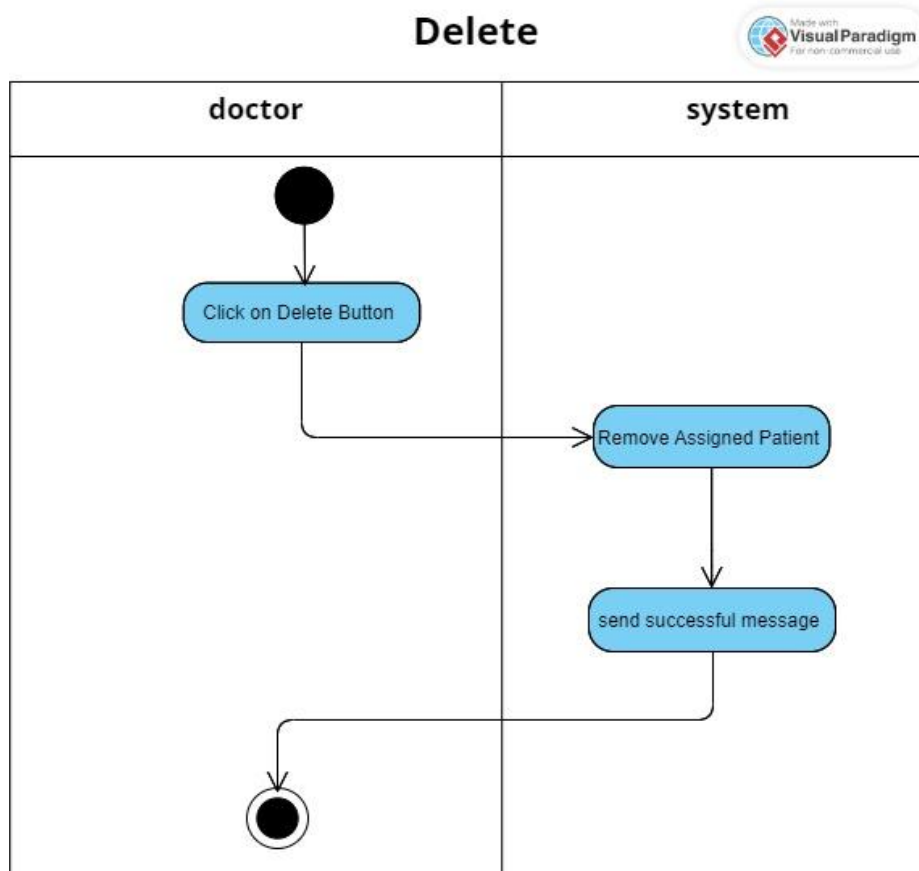 Delete
Made with
Visual Paradigm
For non-commercial use
doctor
system
Click on Delete Button
Remove Assigned Patient
send successful message